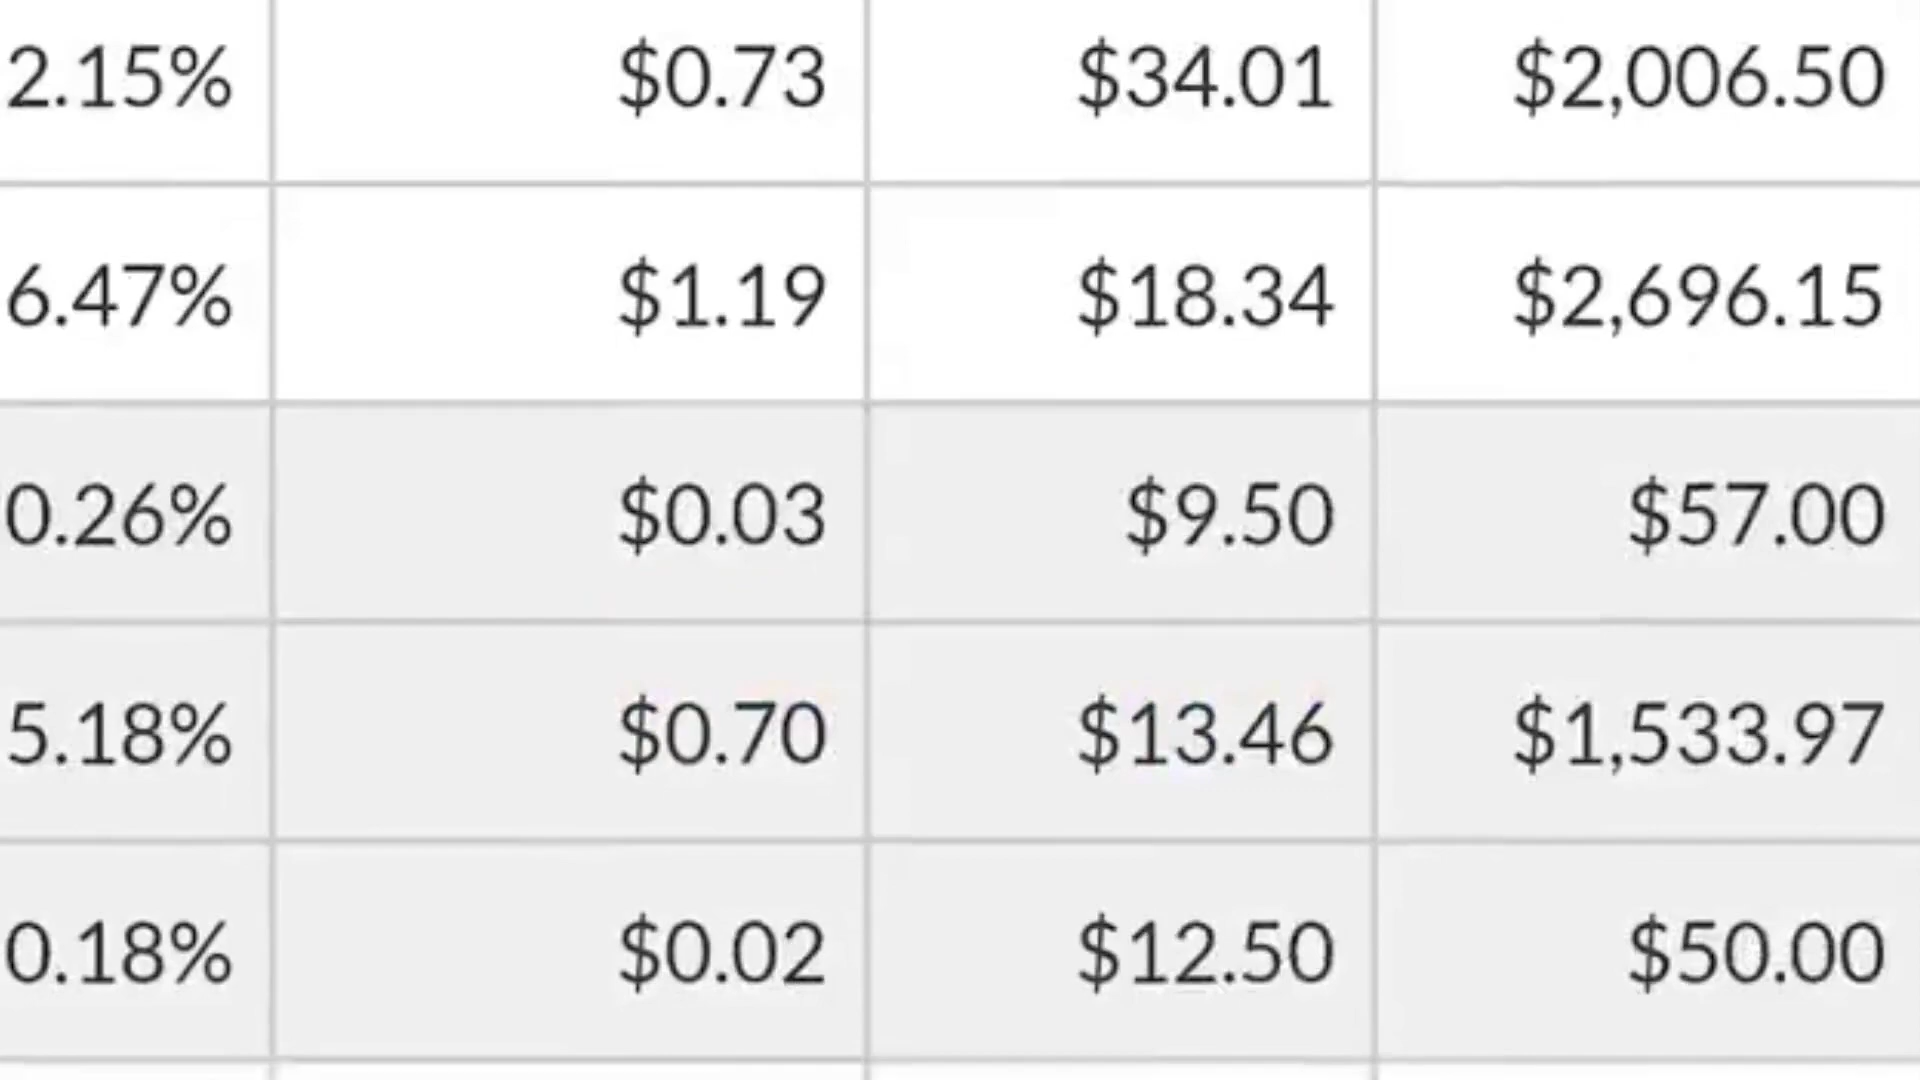 2.15% $0.73 $34.01 $2,006.50
6.47% $1.19 $18.34 $2,696.15
0.26% $0.03 $9.50 $57.00
5.18% $0.70 $13.46 $1,533.97
0.18% $0.02 $12.50 $50.00